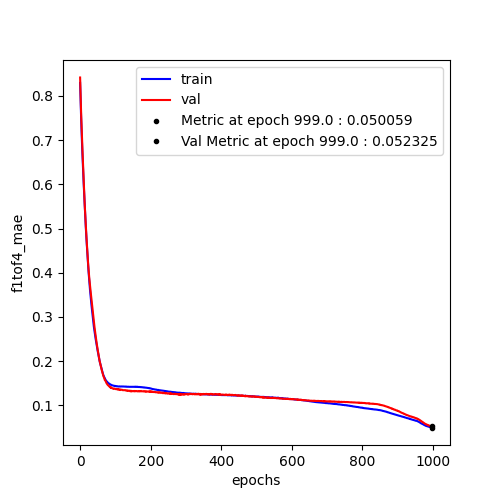 train
val
Metric at epoch 999.0 : 0.050059
Val Metric at epoch 999.0 : 0.052325
0.8
0.7
0.6
0.5
0.4
0.3
0.2
0.1
f1tof4_mae
0 200 400 600 800 1000
epochs